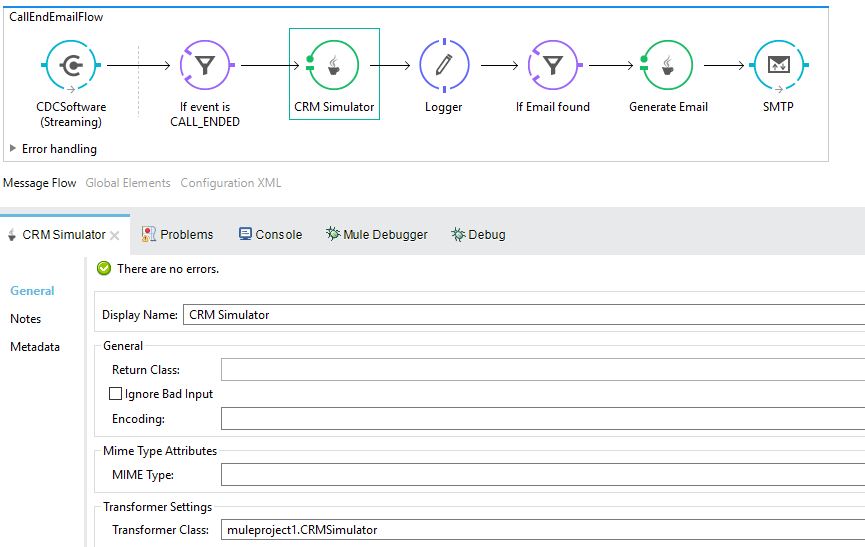 CallEndEmailFlow
CDCSoftware
(Streaming)
If event is
CALL_ENDED
CRM Simulator
Logger
If Email found
Generate Email
SMTP
Error handling
Message Flow Global Elements Configuration XML
CRM Simulator Problems Console Mule Debugger Debug
There are no errors.
General
Notes
Metadata
Display Name: CRM Simulator
General
Return Class:
Ignore Bad Input
Encoding:
Mime Type Attributes
MIME Type:
Transformer Settings
Transformer Class: muleproject1.CRMSimulator